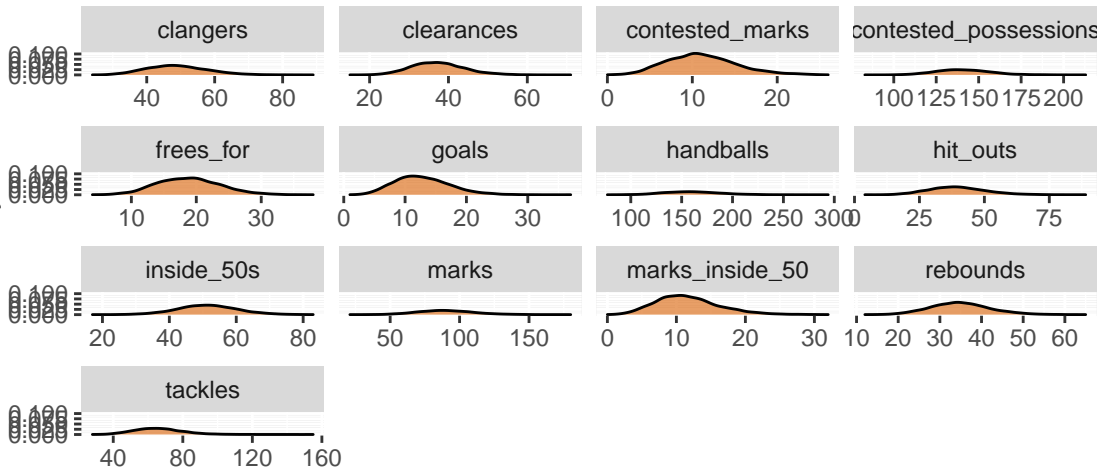 clangers clearances contested_marks contested_possessions
40 60 80 20 40 60 0 10 20 100 125 150 175 200
frees_for goals handballs hit_outs
10 20 30 0 10 20 30 100 150 200 250 300 0 25 50 75
inside_50s marks marks_inside_50 rebounds
20 40 60 80 50 100 150 0 10 20 30 10 20 30 40 50 60
tackles
40 80 120 160